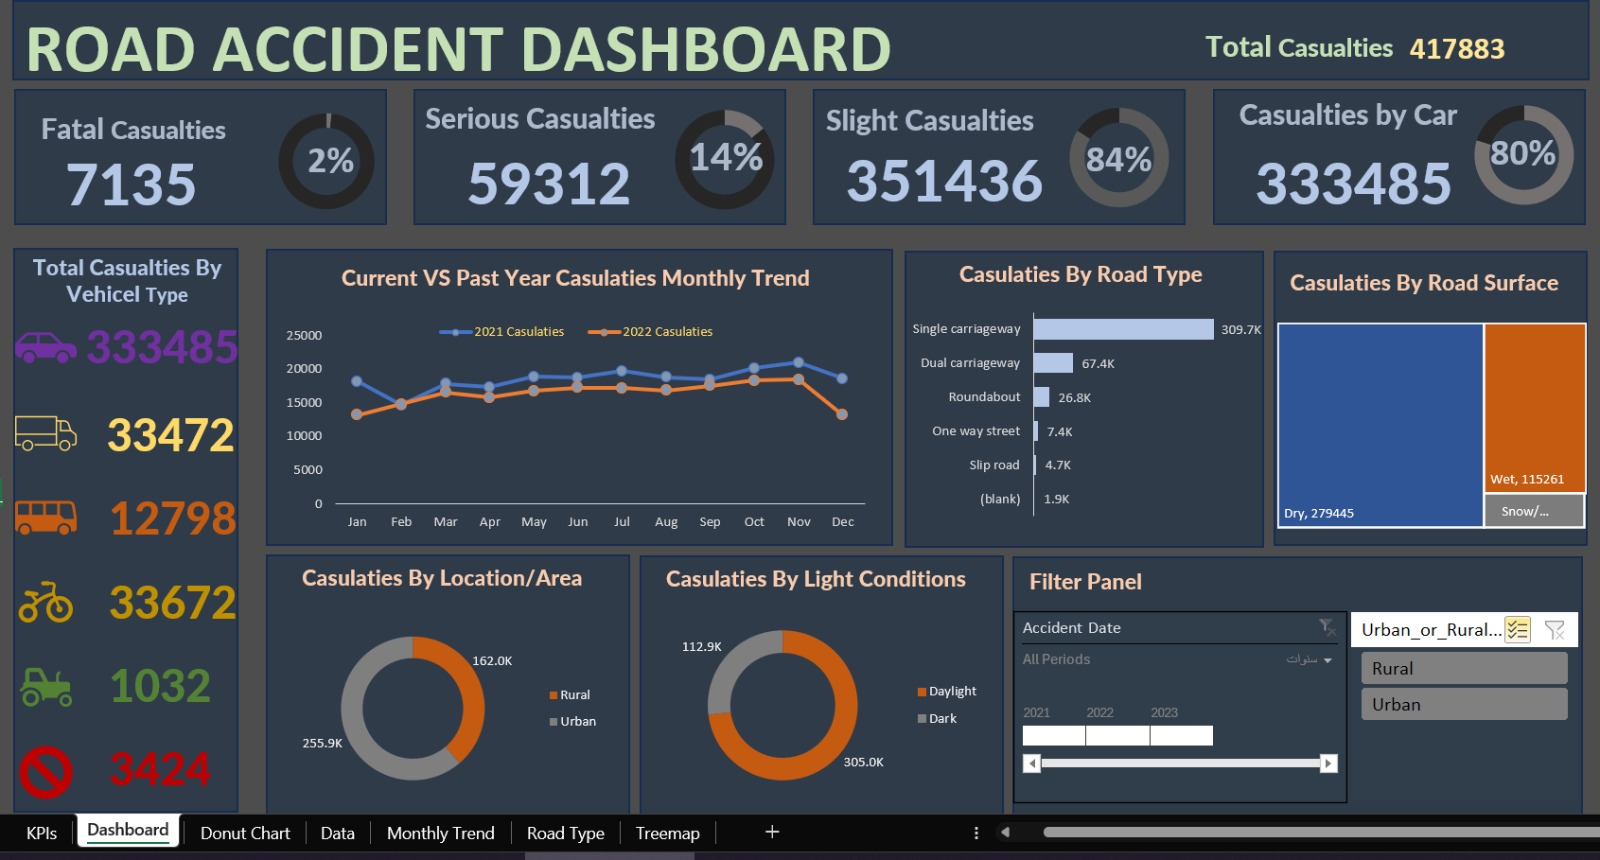 ROAD ACCIDENT DASHBOARD
Total Casualties 417883
Fatal Casualties
7135
2%
Serious Casualties
59312
14%
Slight Casualties
351436
84%
Casualties by Car
333485
80%
Total Casualties By
Vehicel Type
333485
33472
12798
33672
1032
3424
Current VS Past Year Casulaties Monthly Trend
2021 Casulaties
2022 Casulaties
25000
20000
15000
10000
5000
0
Jan Feb Mar Apr May Jun Jul Aug Sep Oct Nov Dec
Casulaties By Road Type
Single carriageway 309.7K
Dual carriageway 67.4K
Roundabout 26.8K
One way street 7.4K
Slip road 4.7K
(blank) 1.9K
Casulaties By Road Surface
Dry, 279445
Wet, 115261
Snow/...
Casulaties By Location/Area
162.0K
255.9K
Rural
Urban
Casulaties By Light Conditions
112.9K
305.0K
Daylight
Dark
Filter Panel
Accident Date
All Periods سنوات
2021 2022 2023
Urban_or_Rural...
Rural
Urban
KPIs Dashboard Donut Chart Data Monthly Trend Road Type Treemap +